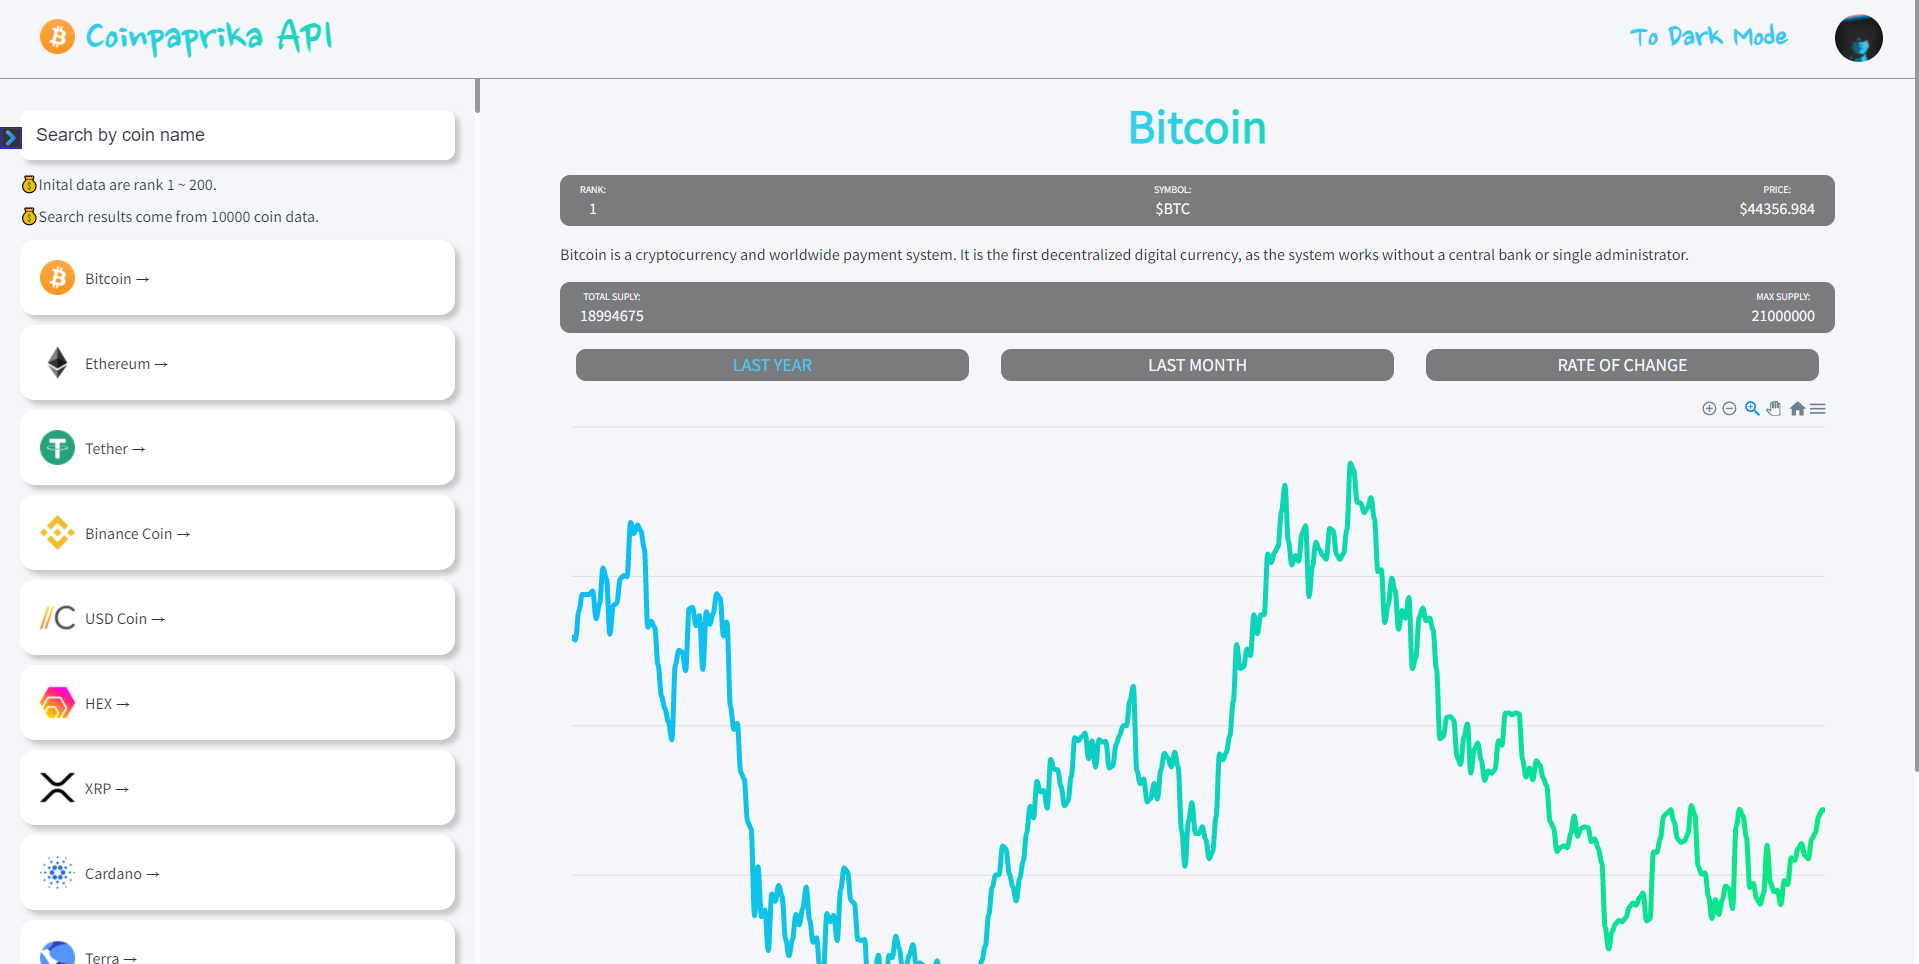 Coinpaprika API
To Dark Mode
Search by coin name
Inital data are rank 1 ~ 200.
Search results come from 10000 coin data.
Bitcoin →
Ethereum →
Tether →
Binance Coin →
USD Coin →
HEX →
XRP →
Cardano →
Terra →
Bitcoin
RANK: SYMBOL: PRICE:
1 $BTC $44356.984
Bitcoin is a cryptocurrency and worldwide payment system. It is the first decentralized digital currency, as the system works without a central bank or single administrator.
TOTAL SUPLY: MAX SUPPLY:
18994675 21000000
LAST YEAR LAST MONTH RATE OF CHANGE